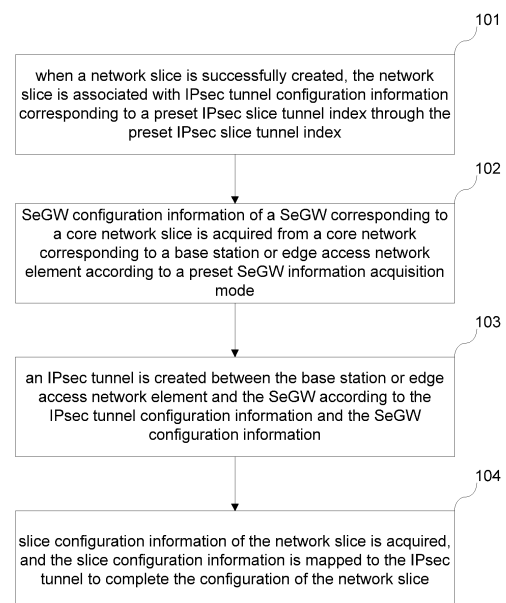 101
when a network slice is successfully created, the network
slice is associated with IPsec tunnel configuration information
corresponding to a preset IPsec slice tunnel index through the
preset IPsec slice tunnel index
102
SeGW configuration information of a SeGW corresponding to
a core network slice is acquired from a core network
corresponding to a base station or edge access network
element according to a preset SeGW information acquisition
mode
103
an IPsec tunnel is created between the base station or edge
access network element and the SeGW according to the
IPsec tunnel configuration information and the SeGW
configuration information
104
slice configuration information of the network slice is acquired,
and the slice configuration information is mapped to the IPsec
tunnel to complete the configuration of the network slice